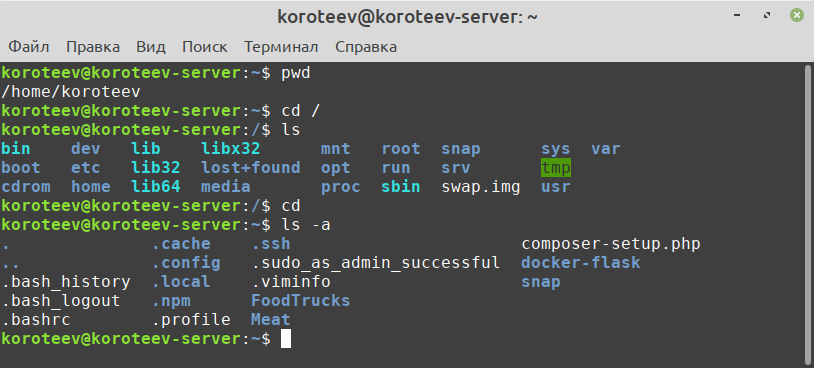 koroteev@koroteev-server: ~
Файл Правка Вид Поиск Терминал Справка
koroteev@koroteev-server:~$ pwd
/home/koroteev
koroteev@koroteev-server:~$ cd /
koroteev@koroteev-server:/$ ls
bin dev lib libx32 mnt root snap sys var
boot etc lib32 lost+found opt run srv tmp
cdrom home lib64 media proc sbin swap.img usr
koroteev@koroteev-server:/$ cd
koroteev@koroteev-server:~$ ls -a
. .cache .ssh composer-setup.php
.. .config .sudo_as_admin_successful docker-flask
.bash_history .local .viminfo snap
.bash_logout .npm FoodTrucks
.bashrc .profile Meat
koroteev@koroteev-server:~$